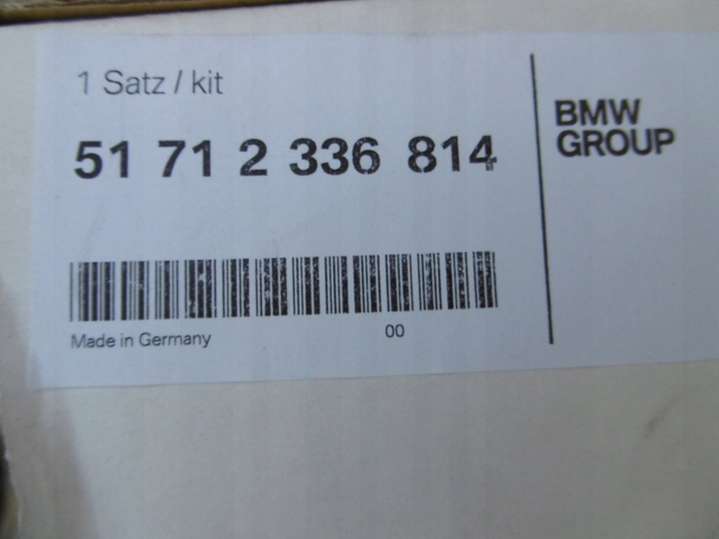 1 Satz / kit
51 71 2 336 814
BMW
GROUP
Made in Germany
00